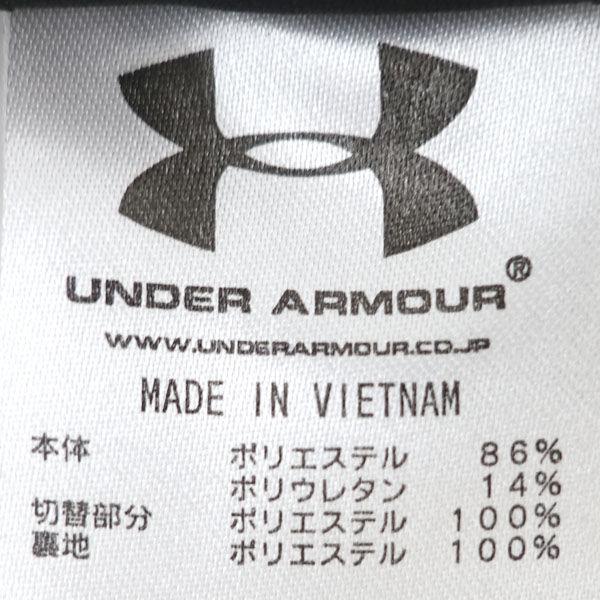 UNDER ARMOUR®
WWW.UNDERARMOUR.CO.JP
MADE IN VIETNAM
本体 ポリエステル 86%
ポリウレタン 14%
切替部分 ポリエステル 100%
裏地 ポリエステル 100%